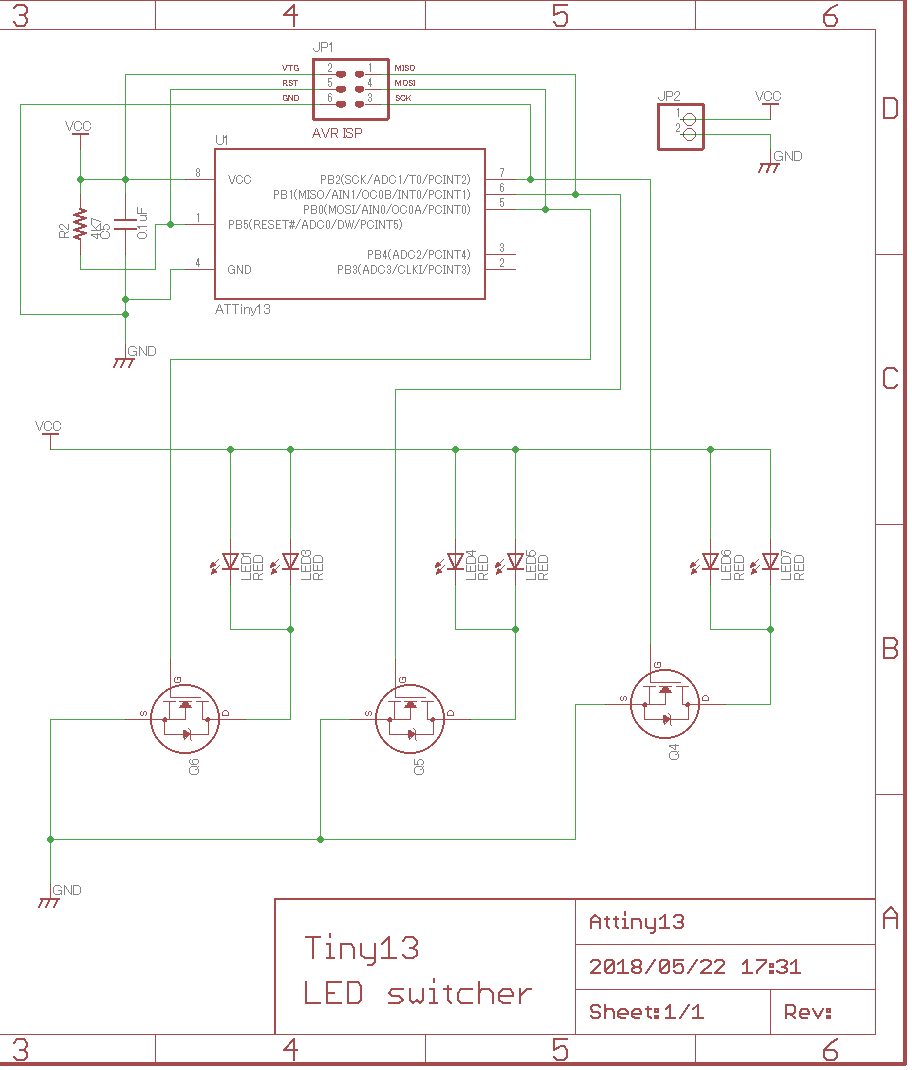 3 4 5 6
JP1
VTG 2 1 MISO
RST 5 4 MOSI
GND 6 3 SCK
AVR ISP
JP2
1
2
VCC
GND
D
VCC
U1
8 VCC
1 PB5(RESET#/ADC0/DW/PCINT5)
4 GND
PB2(SCK/ADC1/T0/PCINT2) 7
PB1(MISO/AIN1/OC0B/INT0/PCINT1) 6
PB0(MOSI/AIN0/OC0A/PCINT0) 5
PB4(ADC2/PCINT4) 3
PB3(ADC3/CLKI/PCINT3) 2
ATTiny13
R2
4K7
C5
0.1uF
GND
C
VCC
LED1
RED
LED3
RED
LED4
RED
LED5
RED
LED6
RED
LED7
RED
B
G
S D
Q6
G
S D
Q5
G
S D
Q4
GND
A
Tiny13
LED switcher
Attiny13
2018/05/22 17:31
Sheet:1/1
Rev:
3 4 5 6